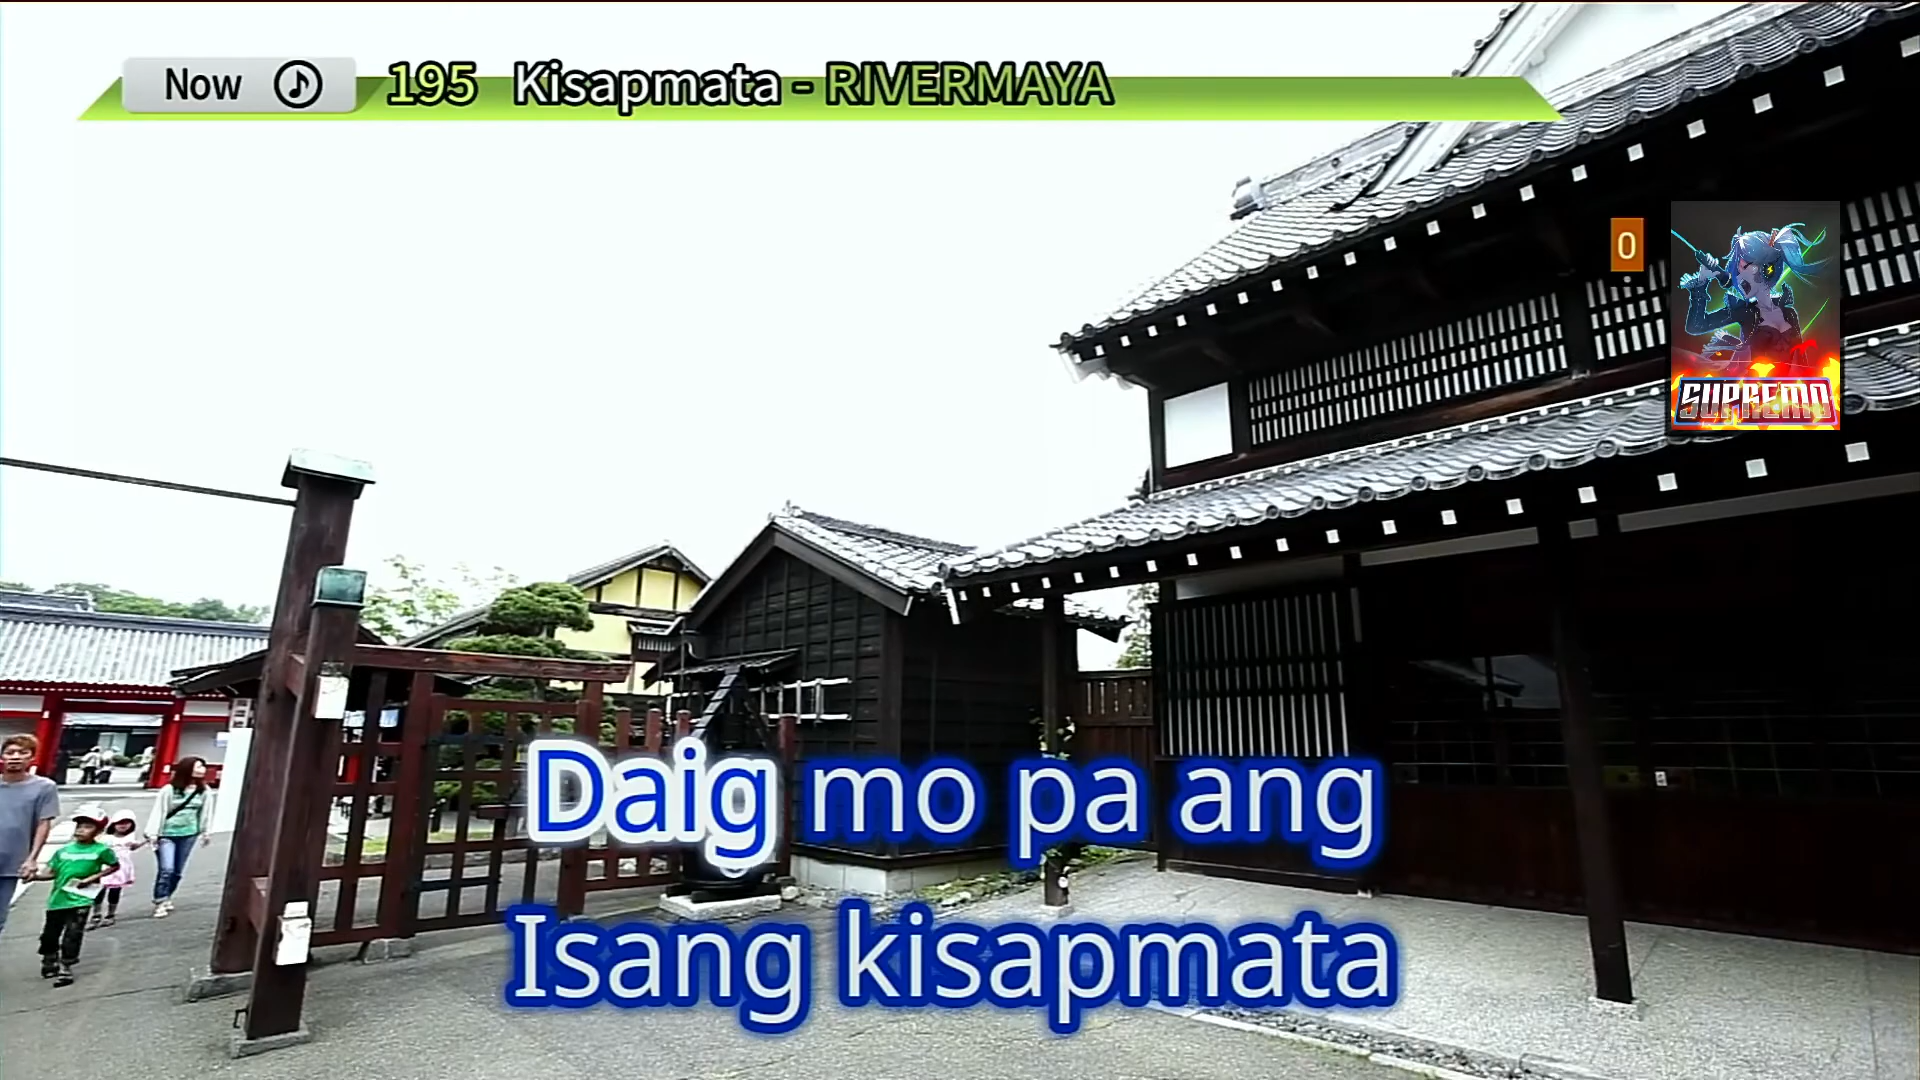 Now 195 Kisapmata - RIVERMAYA
0
SUPREMO
Daig mo pa ang
Isang kisapmata